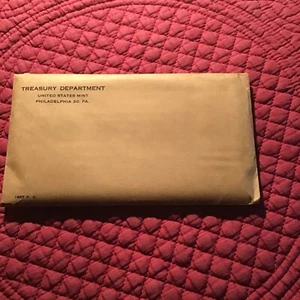 TREASURY DEPARTMENT
UNITED STATES MINT
PHILADELPHIA 30, PA.